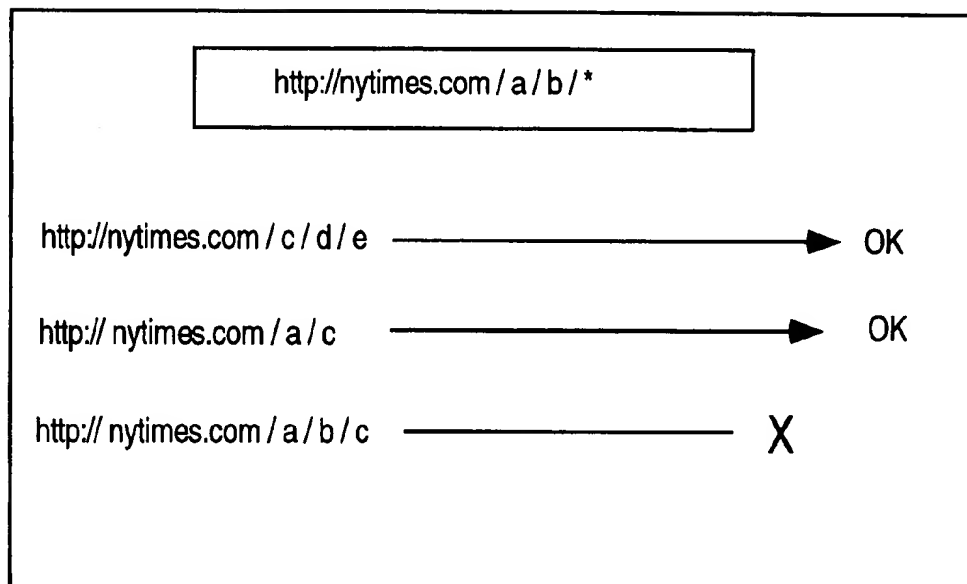 http://nytimes.com / a / b / *
http://nytimes.com / c / d / e OK
http:// nytimes.com / a / c OK
http:// nytimes.com / a / b / c X